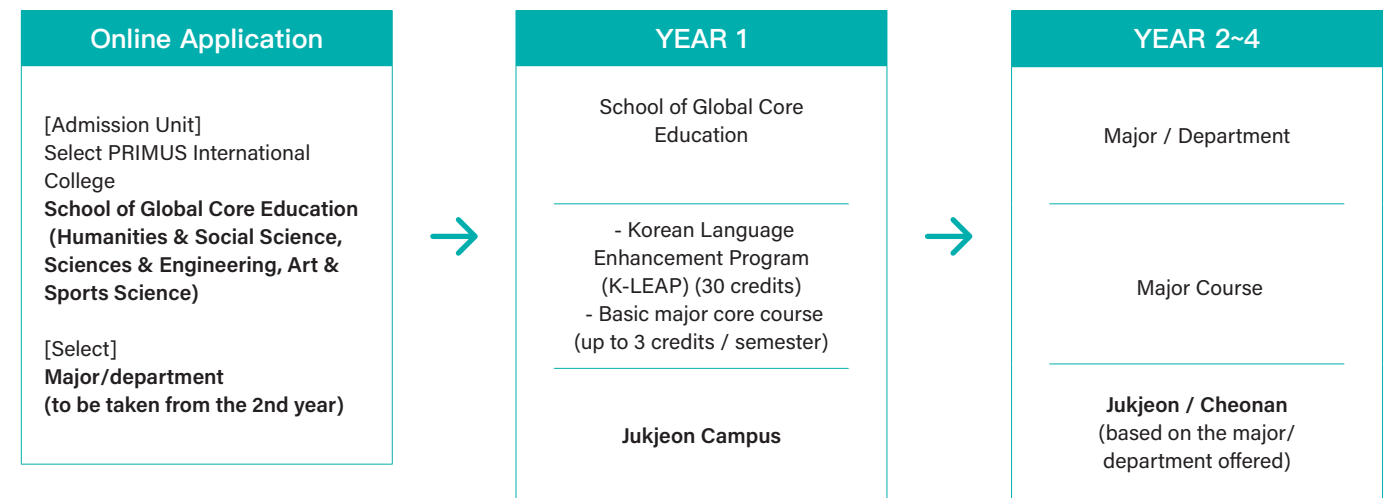 Online Application
[Admission Unit]
Select PRIMUS International
College
School of Global Core Education
(Humanities & Social Science,
Sciences & Engineering, Art &
Sports Science)
[Select]
Major/department
(to be taken from the 2nd year)
YEAR 1
School of Global Core
Education
- Korean Language
Enhancement Program
(K-LEAP) (30 credits)
- Basic major core course
(up to 3 credits / semester)
Jukjeon Campus
YEAR 2~4
Major / Department
Major Course
Jukjeon / Cheonan
(based on the major/
department offered)